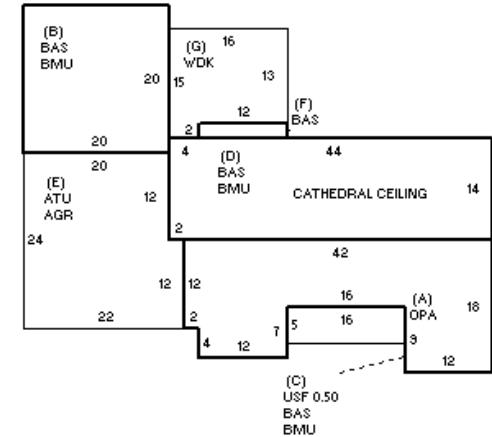 (B)
BAS
BMU
20
20
(G)
WDK
16
15
13
12
2
(F)
BAS
4
44
(D)
BAS
BMU
CATHEDRAL CEILING
14
2
20
(E)
ATU
AGR
12
24
12
22
12
2
42
18
16
16
(A)
OPA
4
12
7
5
9
12
(C)
USF 0.50
BAS
BMU